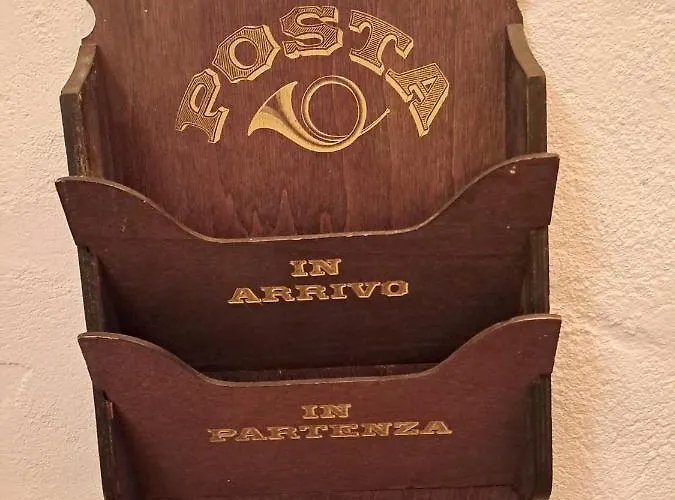 POSTA
IN
ARRIVO
IN
PARTENZA